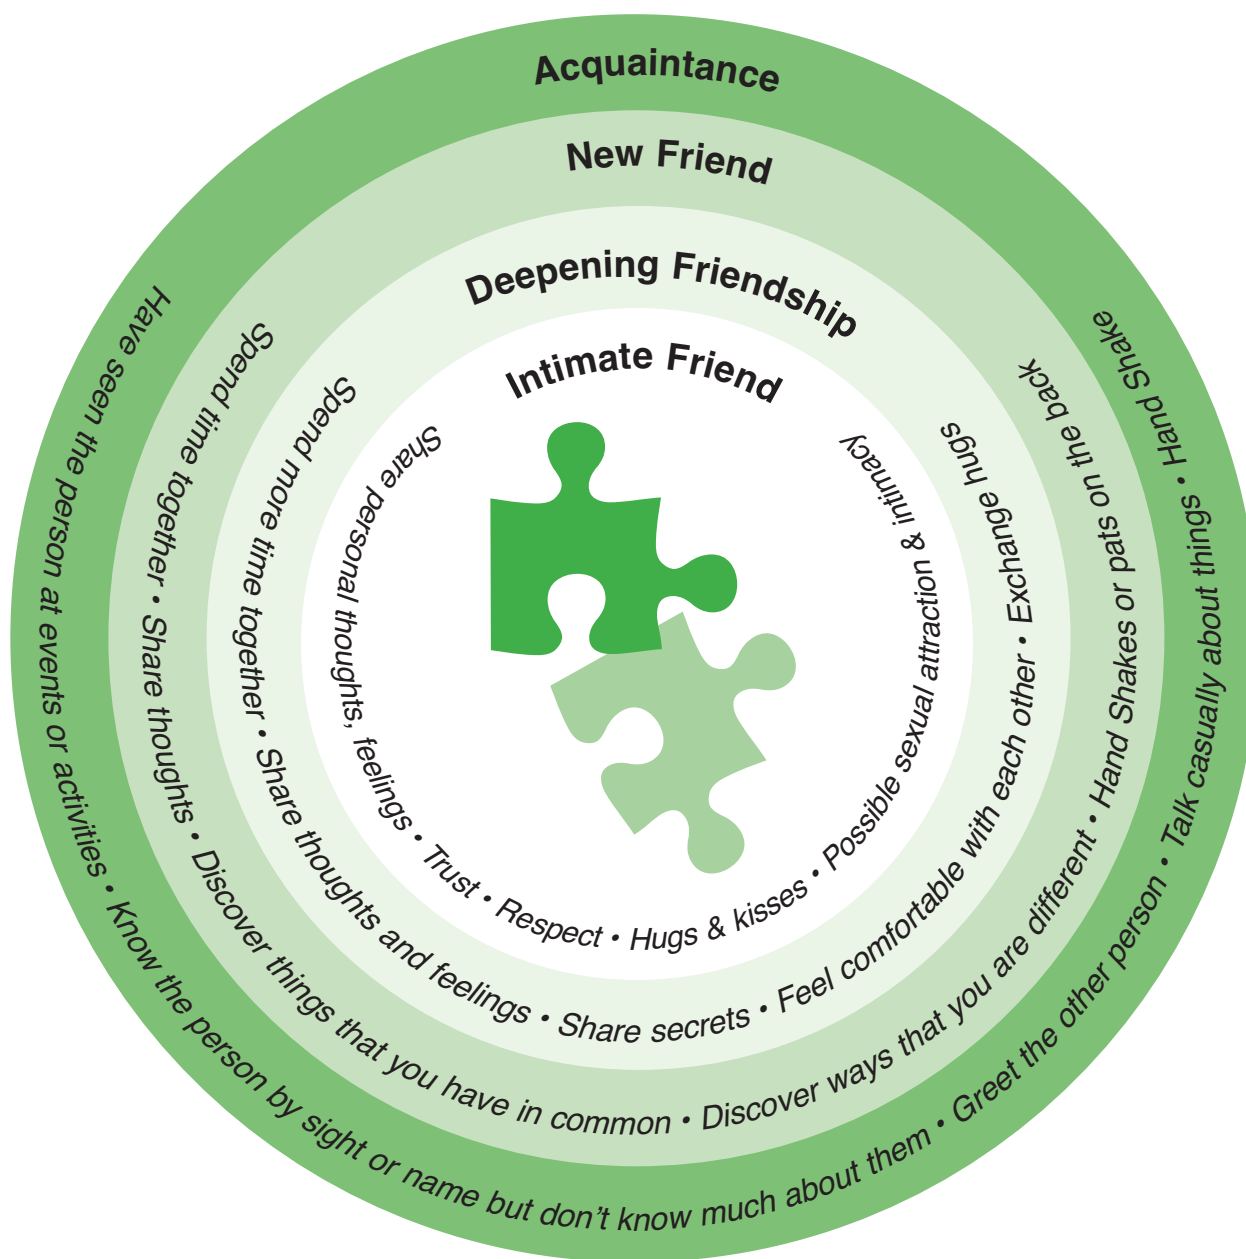 Acquaintance
Have seen the person at events or activities • Know the person by sight or name but don’t know much about them • Greet the other person • Talk casually about things • Hand Shake
New Friend
Spend time together • Share thoughts • Discover things that you have in common • Discover ways that you are different • Hand Shakes or pats on the back
Deepening Friendship
Spend more time together • Share thoughts and feelings • Share secrets • Feel comfortable with each other • Exchange hugs
Intimate Friend
Share personal thoughts, feelings • Trust • Respect • Hugs & kisses • Possible sexual attraction & intimacy